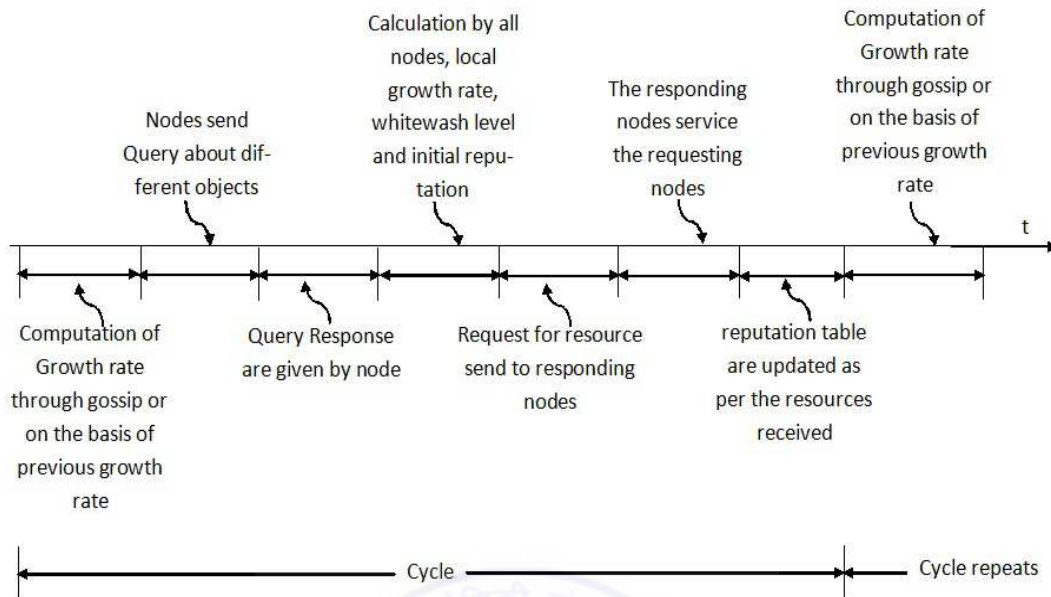 Computation of
Growth rate
through gossip or
on the basis of
previous growth
rate
Nodes send
Query about dif-
ferent objects
Query Response
are given by node
Calculation by all
nodes, local
growth rate,
whitewash level
and initial repu-
tation
Request for resource
send to responding
nodes
The responding
nodes service
the requesting
nodes
reputation table
are updated as
per the resources
received
Computation of
Growth rate
through gossip or
on the basis of
previous growth
rate
t
Cycle
Cycle repeats